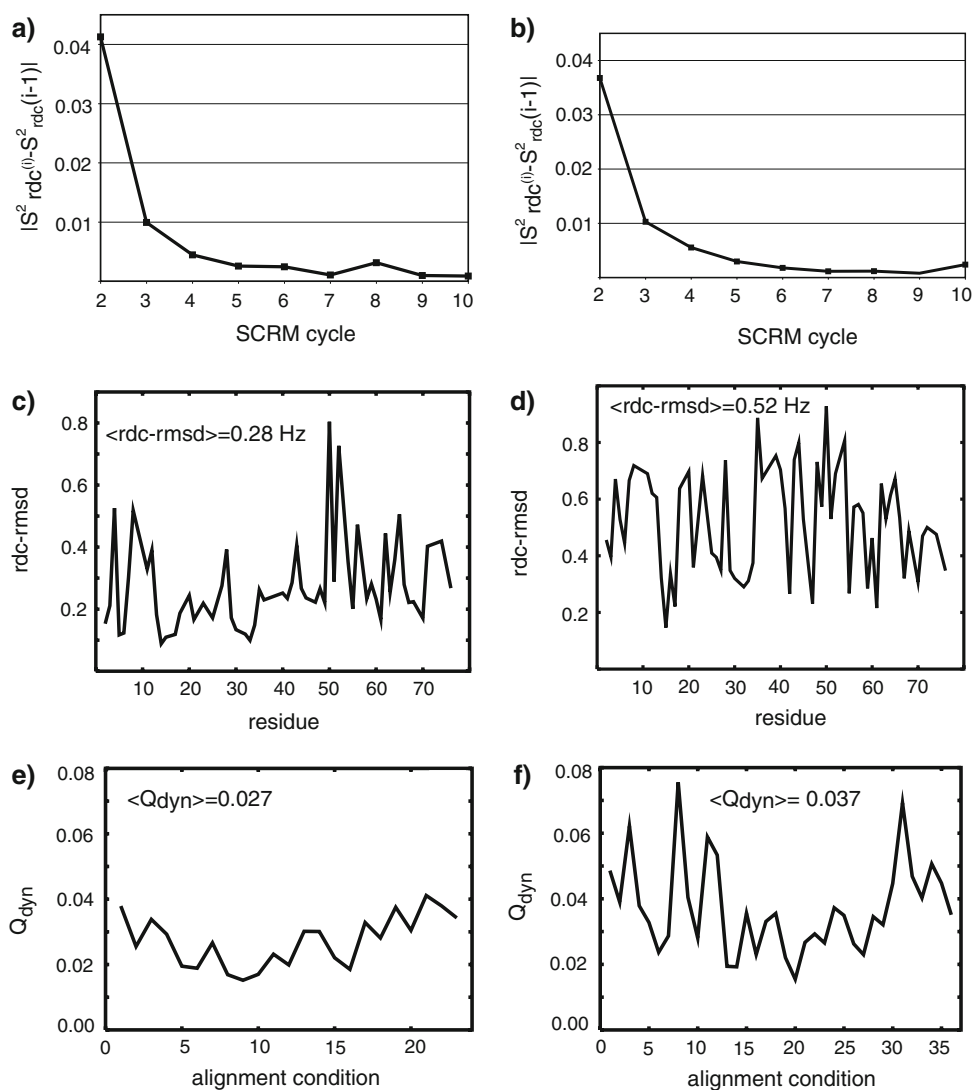 a)
|S² rdc⁽ⁱ⁾-S²rdc(i-1)|
0.04
0.03
0.02
0.01
2 3 4 5 6 7 8 9 10
SCRM cycle
b)
|S² rdc⁽ⁱ⁾-S²rdc(i-1)|
0.04
0.03
0.02
0.01
2 3 4 5 6 7 8 9 10
SCRM cycle
c)
<rdc-rmsd>=0.28 Hz
rdc-rmsd
0.8
0.6
0.4
0.2
10 20 30 40 50 60 70
residue
d)
<rdc-rmsd>=0.52 Hz
rdc-rmsd
0.8
0.6
0.4
0.2
10 20 30 40 50 60 70
residue
e)
<Qdyn>=0.027
Qdyn
0.08
0.06
0.04
0.02
0.00
0 5 10 15 20
alignment condition
f)
<Qdyn>= 0.037
Qdyn
0.08
0.06
0.04
0.02
0.00
0 5 10 15 20 25 30 35
alignment condition